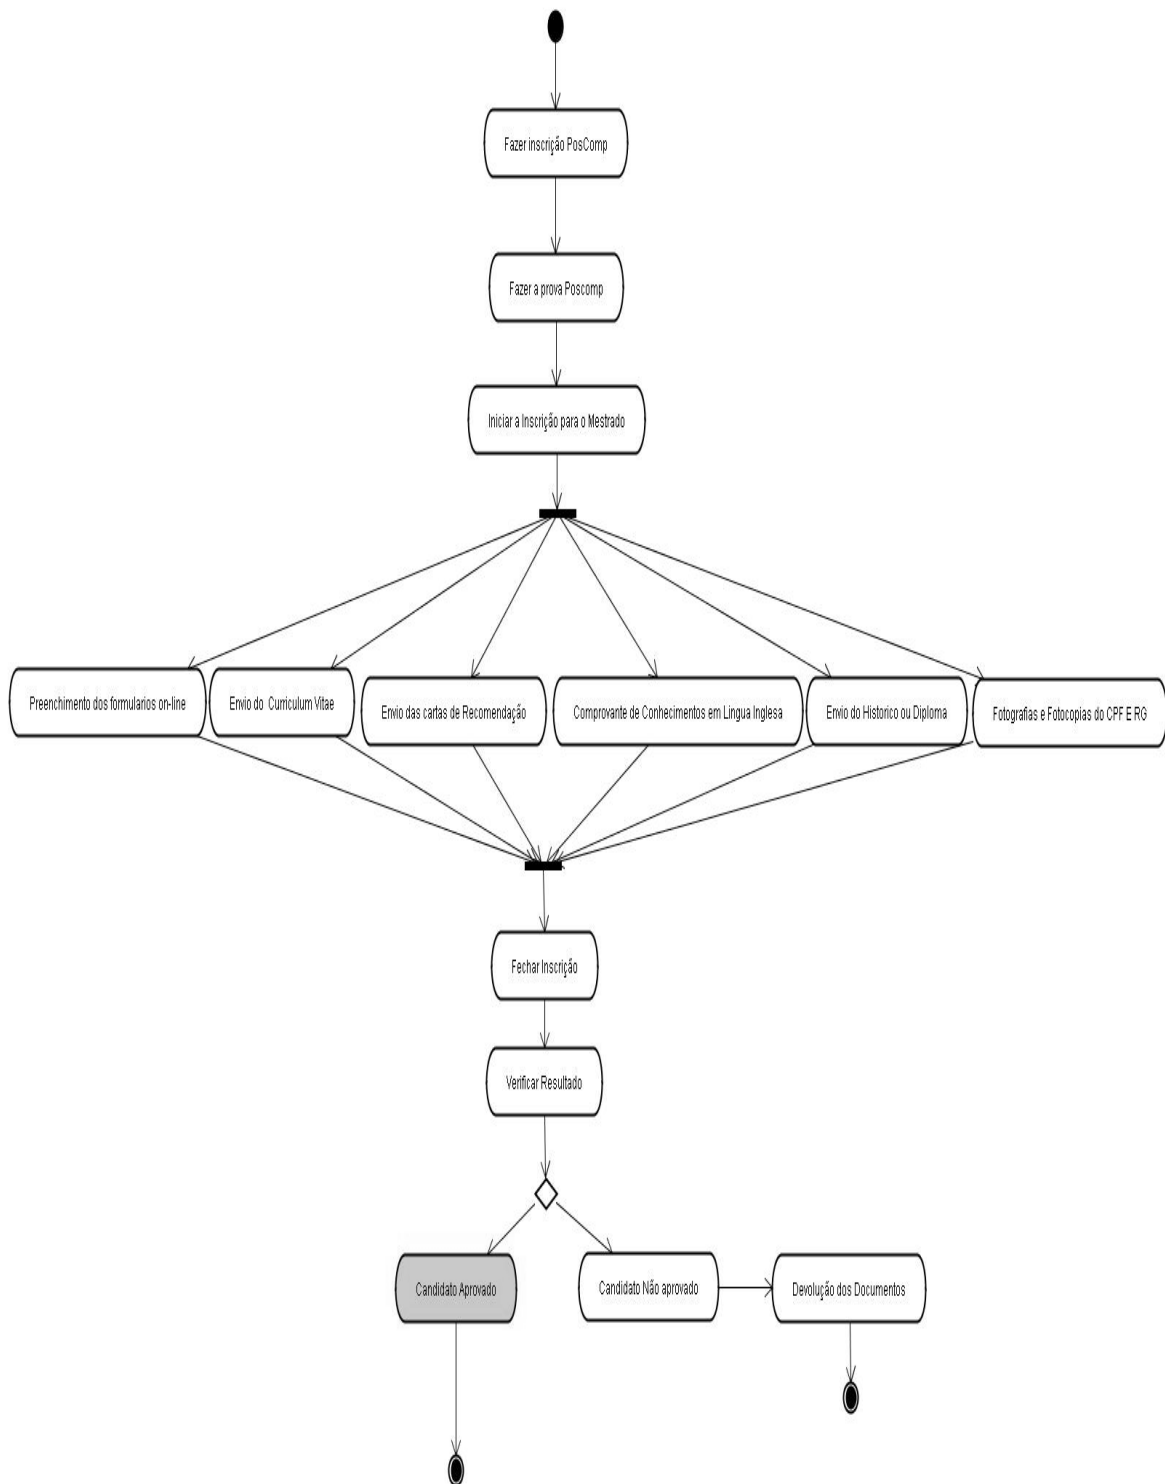 Fazer inscrição PosComp
Fazer a prova Poscomp
Iniciar a Inscrição para o Mestrado
Preenchimento dos formularios on-line
Envio do Curriculum Vitae
Envio das cartas de Recomendação
Comprovante de Conhecimentos em Lingua Inglesa
Envio do Historico ou Diploma
Fotografias e Fotocopias do CPF E RG
Fechar Inscrição
Verificar Resultado
Candidato Aprovado
Candidato Não aprovado
Devolução dos Documentos